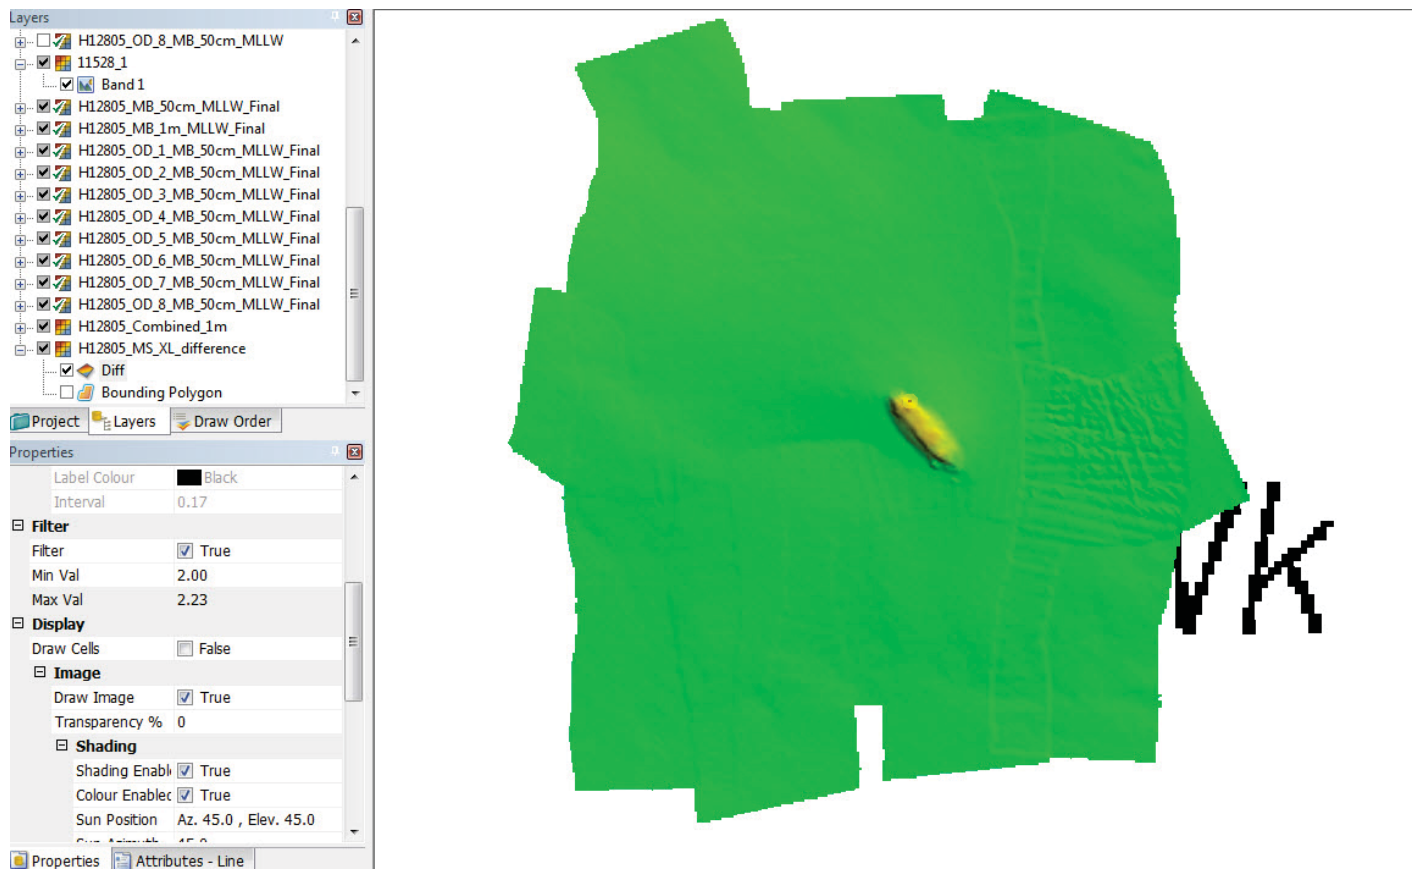 Layers
H12805_OD_8_MB_50cm_MLLW
11528_1
Band 1
H12805_MB_50cm_MLLW_Final
H12805_MB_1m_MLLW_Final
H12805_OD_1_MB_50cm_MLLW_Final
H12805_OD_2_MB_50cm_MLLW_Final
H12805_OD_3_MB_50cm_MLLW_Final
H12805_OD_4_MB_50cm_MLLW_Final
H12805_OD_5_MB_50cm_MLLW_Final
H12805_OD_6_MB_50cm_MLLW_Final
H12805_OD_7_MB_50cm_MLLW_Final
H12805_OD_8_MB_50cm_MLLW_Final
H12805_Combined_1m
H12805_MS_XL_difference
Diff
Bounding Polygon
Project Layers Draw Order
Properties
Label Colour Black
Interval 0.17
Filter
Filter True
Min Val 2.00
Max Val 2.23
Display
Draw Cells False
Image
Draw Image True
Transparency % 0
Shading
Shading Enabl True
Colour Enabled True
Sun Position Az. 45.0 , Elev. 45.0
Properties Attributes - Line
Wk